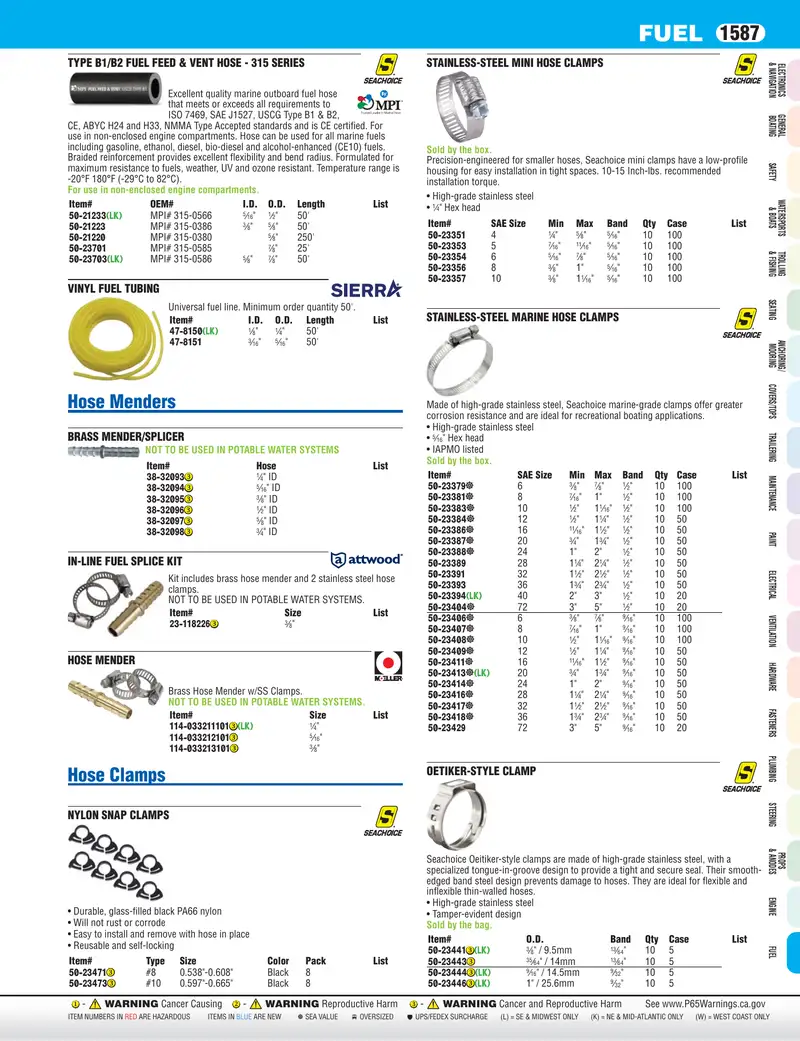 FUEL 1587
TYPE B1/B2 FUEL FEED & VENT HOSE - 315 SERIES
SEACHOICE
MPI
Excellent quality marine outboard fuel hose
that meets or exceeds all requirements to
ISO 7469, SAE J1527, USCG Type B1 & B2,
CE, ABYC H24 and H33, NMMA Type Accepted standards and is CE certified. For
use in non-enclosed engine compartments. Hose can be used for all marine fuels
including gasoline, ethanol, diesel, bio-diesel and alcohol-enhanced (CE10) fuels.
Braided reinforcement provides excellent flexibility and bend radius. Formulated for
maximum resistance to fuels, weather, UV and ozone resistant. Temperature range is
-20°F 180°F (-29°C to 82°C).
For use in non-enclosed engine compartments.
Item# OEM# I.D. O.D. Length List
50-21233(LK) MPI# 315-0566 5⁄16" ½" 50'
50-21223 MPI# 315-0386 ⅜" ⅝" 50'
50-21220 MPI# 315-0380 ⅝" 250'
50-23701 MPI# 315-0585 ⅞" 25'
50-23703(LK) MPI# 315-0586 ⅝" ⅞" 50'
VINYL FUEL TUBING
SIERRA
Universal fuel line. Minimum order quantity 50'.
Item# I.D. O.D. Length List
47-8150(LK) ⅛" ¼" 50'
47-8151 3⁄16" 5⁄16" 50'
Hose Menders
BRASS MENDER/SPLICER
NOT TO BE USED IN POTABLE WATER SYSTEMS
Item# Hose List
38-32093③ ¼" ID
38-32094③ 5⁄16" ID
38-32095③ ⅜" ID
38-32096③ ½" ID
38-32097③ ⅝" ID
38-32098③ ¾" ID
IN-LINE FUEL SPLICE KIT
attwood
Kit includes brass hose mender and 2 stainless steel hose
clamps.
NOT TO BE USED IN POTABLE WATER SYSTEMS.
Item# Size List
23-118226③ ⅜"
HOSE MENDER
MOELLER
Brass Hose Mender w/SS Clamps.
NOT TO BE USED IN POTABLE WATER SYSTEMS.
Item# Size List
114-033211101③(LK) ¼"
114-033212101③ 5⁄16"
114-033213101③ ⅜"
Hose Clamps
NYLON SNAP CLAMPS
SEACHOICE
• Durable, glass-filled black PA66 nylon
• Will not rust or corrode
• Easy to install and remove with hose in place
• Reusable and self-locking
Item# Type Size Color Pack List
50-23471③ #8 0.538"-0.608" Black 8
50-23473③ #10 0.597"-0.665" Black 8
STAINLESS-STEEL MINI HOSE CLAMPS
SEACHOICE
Sold by the box.
Precision-engineered for smaller hoses, Seachoice mini clamps have a low-profile
housing for easy installation in tight spaces. 10-15 Inch-lbs. recommended
installation torque.
• High-grade stainless steel
• ¼" Hex head
Item# SAE Size Min Max Band Qty Case List
50-23351 4 ¼" ⅝" 5⁄16" 10 100
50-23353 5 7⁄16" 11⁄16" 5⁄16" 10 100
50-23354 6 5⁄16" ⅞" 5⁄16" 10 100
50-23356 8 ⅜" 1" 5⁄16" 10 100
50-23357 10 ⅜" 1 1⁄16" 5⁄16" 10 100
STAINLESS-STEEL MARINE HOSE CLAMPS
SEACHOICE
Made of high-grade stainless steel, Seachoice marine-grade clamps offer greater
corrosion resistance and are ideal for recreational boating applications.
• High-grade stainless steel
• 5⁄16" Hex head
• IAPMO listed
Sold by the box.
Item# SAE Size Min Max Band Qty Case List
50-23379 6 ⅜" ⅞" ½" 10 100
50-23381 8 7⁄16" 1" ½" 10 100
50-23383 10 ½" 1 1⁄16" ½" 10 100
50-23384 12 ½" 1¼" ½" 10 50
50-23386 16 11⁄16" 1½" ½" 10 50
50-23387 20 ¾" 1¾" ½" 10 50
50-23388 24 1" 2" ½" 10 50
50-23389 28 1¼" 2¼" ½" 10 50
50-23391 32 1½" 2½" ½" 10 50
50-23393 36 1¾" 2¾" ½" 10 50
50-23394(LK) 40 2" 3" ½" 10 20
50-23404 72 3" 5" ½" 10 20
50-23406 6 ⅜" ⅞" 9⁄16" 10 100
50-23407 8 7⁄16" 1" 9⁄16" 10 100
50-23408 10 ½" 1 1⁄16" 9⁄16" 10 100
50-23409 12 ½" 1¼" 9⁄16" 10 50
50-23411 16 11⁄16" 1½" 9⁄16" 10 50
50-23413(LK) 20 ¾" 1¾" 9⁄16" 10 50
50-23414 24 1" 2" 9⁄16" 10 50
50-23416 28 1¼" 2¼" 9⁄16" 10 50
50-23417 32 1½" 2½" 9⁄16" 10 50
50-23418 36 1¾" 2¾" 9⁄16" 10 50
50-23429 72 3" 5" 9⁄16" 10 20
OETIKER-STYLE CLAMP
SEACHOICE
Seachoice Oeitiker-style clamps are made of high-grade stainless steel, with a
specialized tongue-in-groove design to provide a tight and secure seal. Their smooth-
edged band steel design prevents damage to hoses. They are ideal for flexible and
inflexible thin-walled hoses.
• High-grade stainless steel
• Tamper-evident design
Sold by the bag.
Item# O.D. Band Qty Case List
50-23441③(LK) ⅜" / 9.5mm 13⁄64" 10 5
50-23443③ 35⁄64" / 14mm 13⁄64" 10 5
50-23444③(LK) 9⁄16" / 14.5mm 9⁄32" 10 5
50-23446③(LK) 1" / 25.6mm 9⁄32" 10 5
ELECTRONICS
& NAVIGATION
GENERAL
BOATING
SAFETY
WATERSPORTS
& BOATS
TROLLING
& FISHING
SEATING
ANCHORING/
MOORING
COVERS/TOPS
TRAILERING
MAINTENANCE
PAINT
ELECTRICAL
VENTILATION
HARDWARE
FASTENERS
PLUMBING
STEERING
PROPS
& ANODES
ENGINE
FUEL
① - WARNING Cancer Causing ② - WARNING Reproductive Harm ③ - WARNING Cancer and Reproductive Harm See www.P65Warnings.ca.gov
ITEM NUMBERS IN RED ARE HAZARDOUS ITEMS IN BLUE ARE NEW SEA VALUE OVERSIZED UPS/FEDEX SURCHARGE (L) = SE & MIDWEST ONLY (K) = NE & MID-ATLANTIC ONLY (W) = WEST COAST ONLY